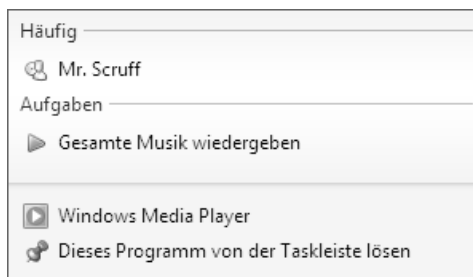 Häufig
Mr. Scruff
Aufgaben
Gesamte Musik wiedergeben
Windows Media Player
Dieses Programm von der Taskleiste lösen